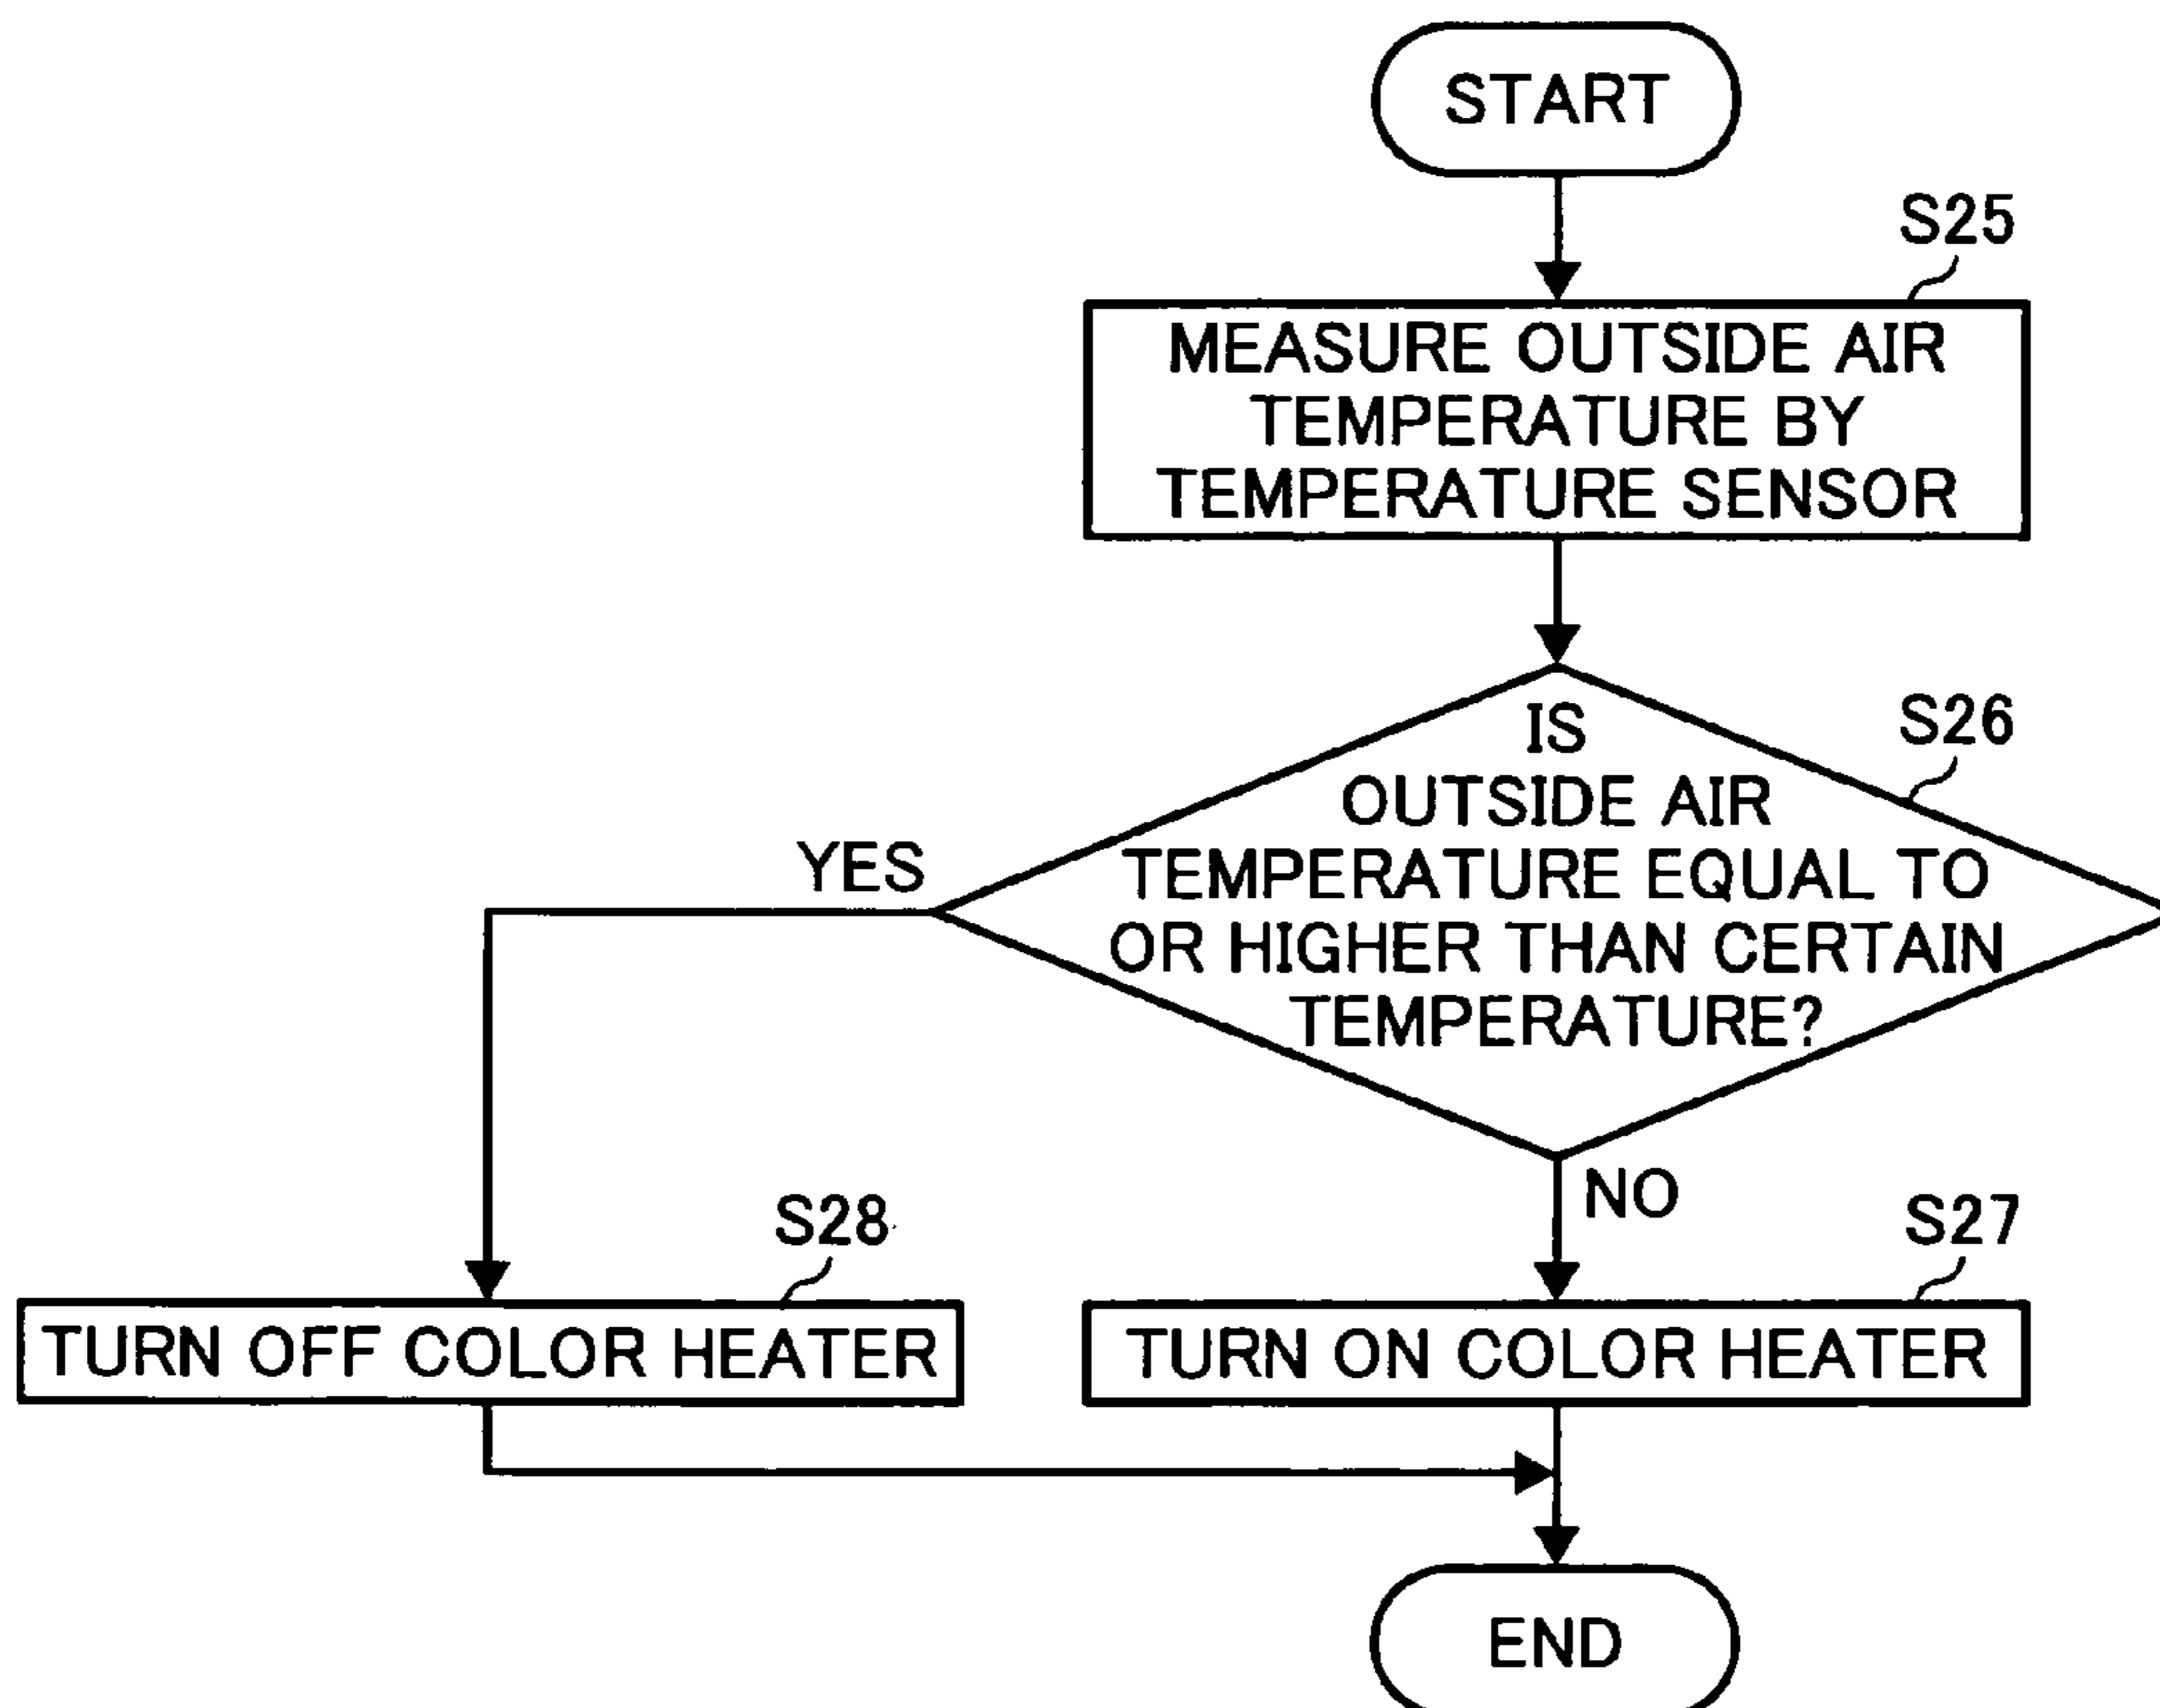 START
S25
MEASURE OUTSIDE AIR
TEMPERATURE BY
TEMPERATURE SENSOR
S26
IS
OUTSIDE AIR
TEMPERATURE EQUAL TO
OR HIGHER THAN CERTAIN
TEMPERATURE?
YES
NO
S28
TURN OFF COLOR HEATER
S27
TURN ON COLOR HEATER
END